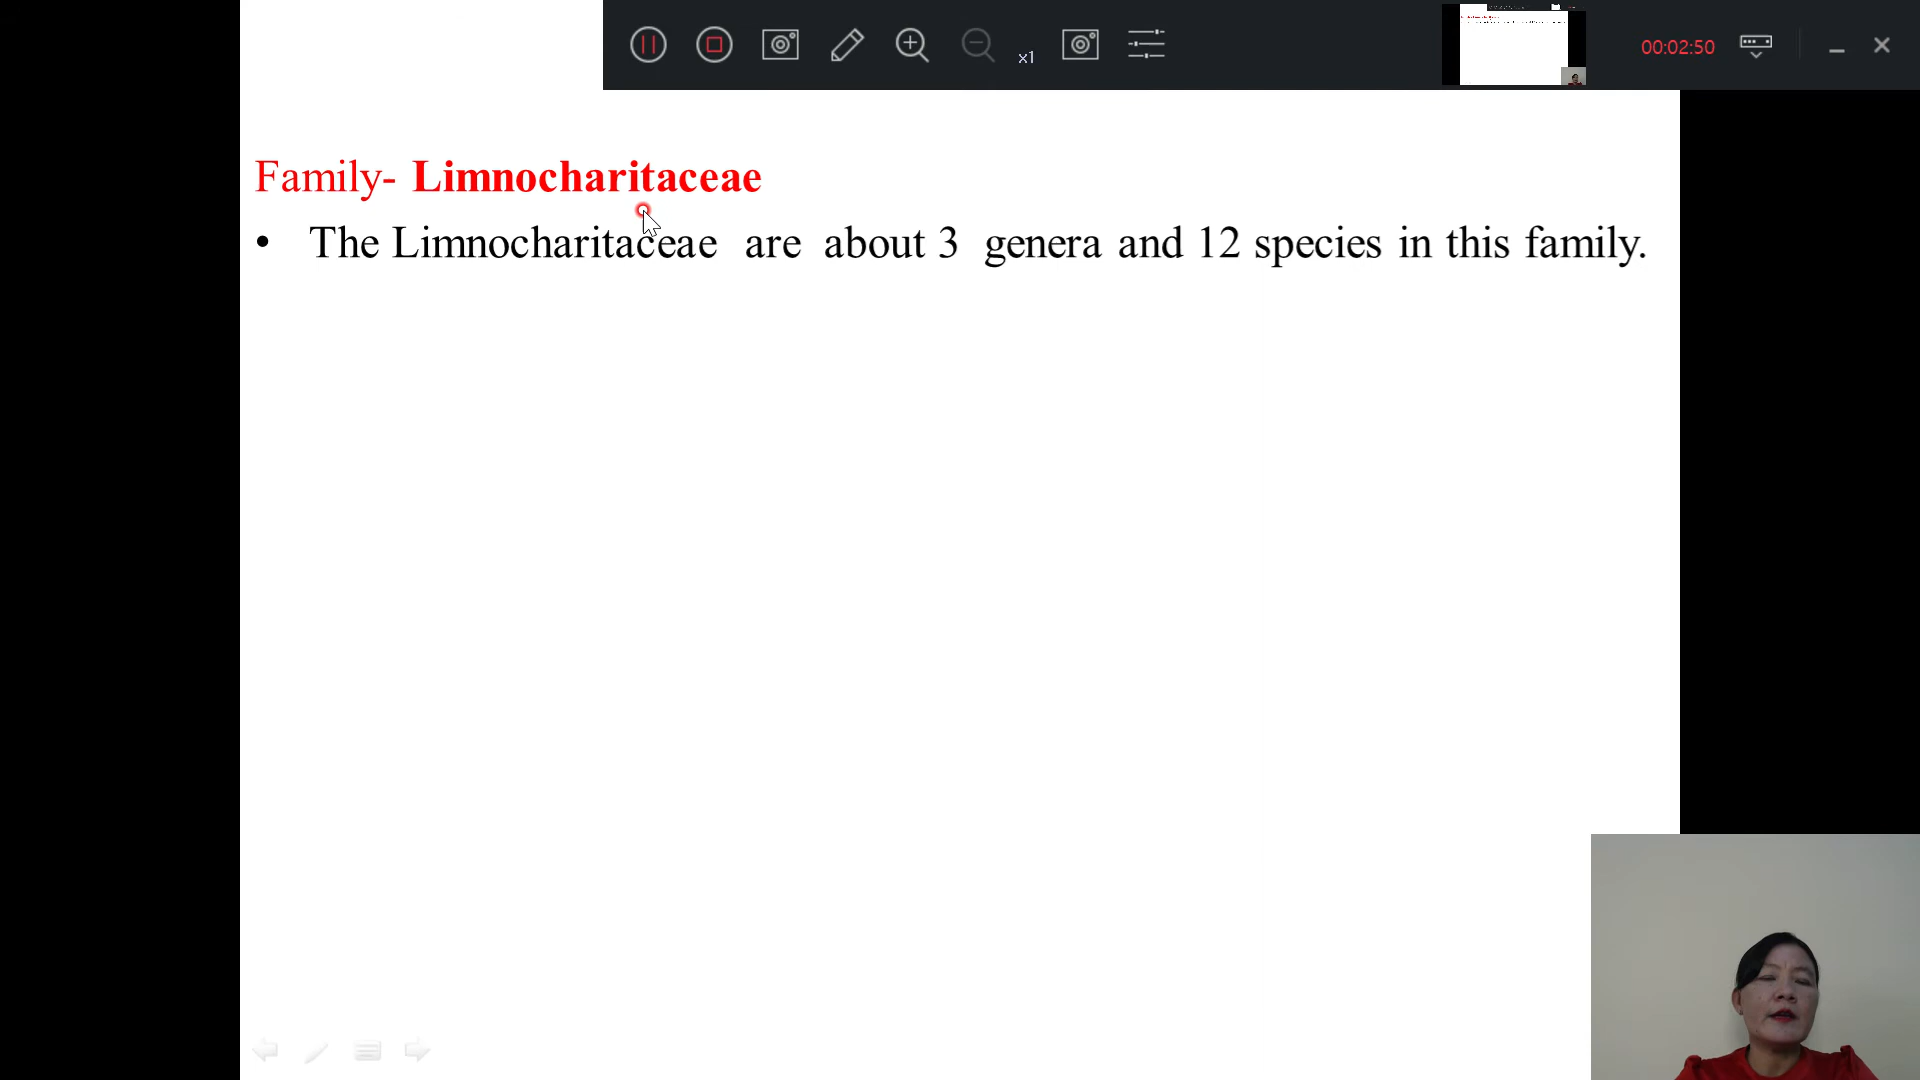 x1
00:02:50
Family- Limnocharitaceae
• The Limnocharitaceae are about 3 genera and 12 species in this family.